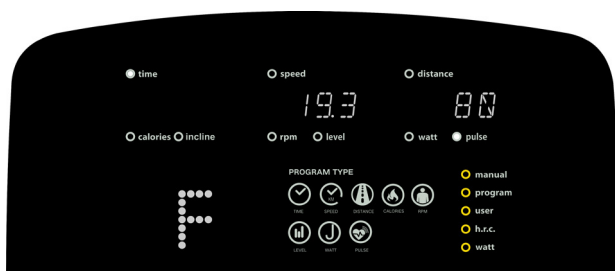 time speed distance
19.3 80
calories incline rpm level watt pulse
PROGRAM TYPE
manual
program
user
h.r.c.
watt
KM
TIME SPEED DISTANCE CALORIES RPM
LEVEL WATT PULSE
F